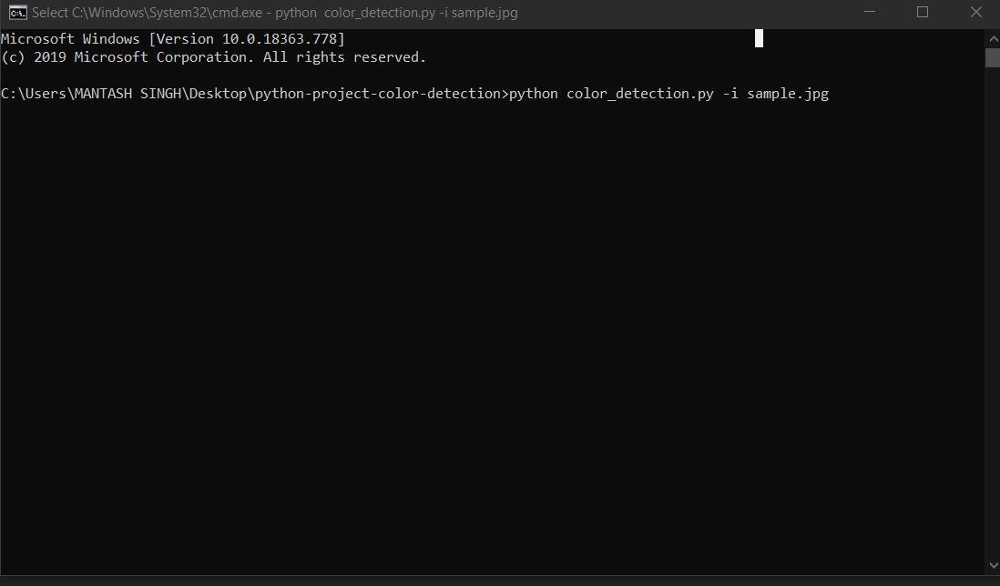 Select C:\Windows\System32\cmd.exe - python  color_detection.py -i sample.jpg
Microsoft Windows [Version 10.0.18363.778]
(c) 2019 Microsoft Corporation. All rights reserved.
C:\Users\MANTASH SINGH\Desktop\python-project-color-detection>python color_detection.py -i sample.jpg